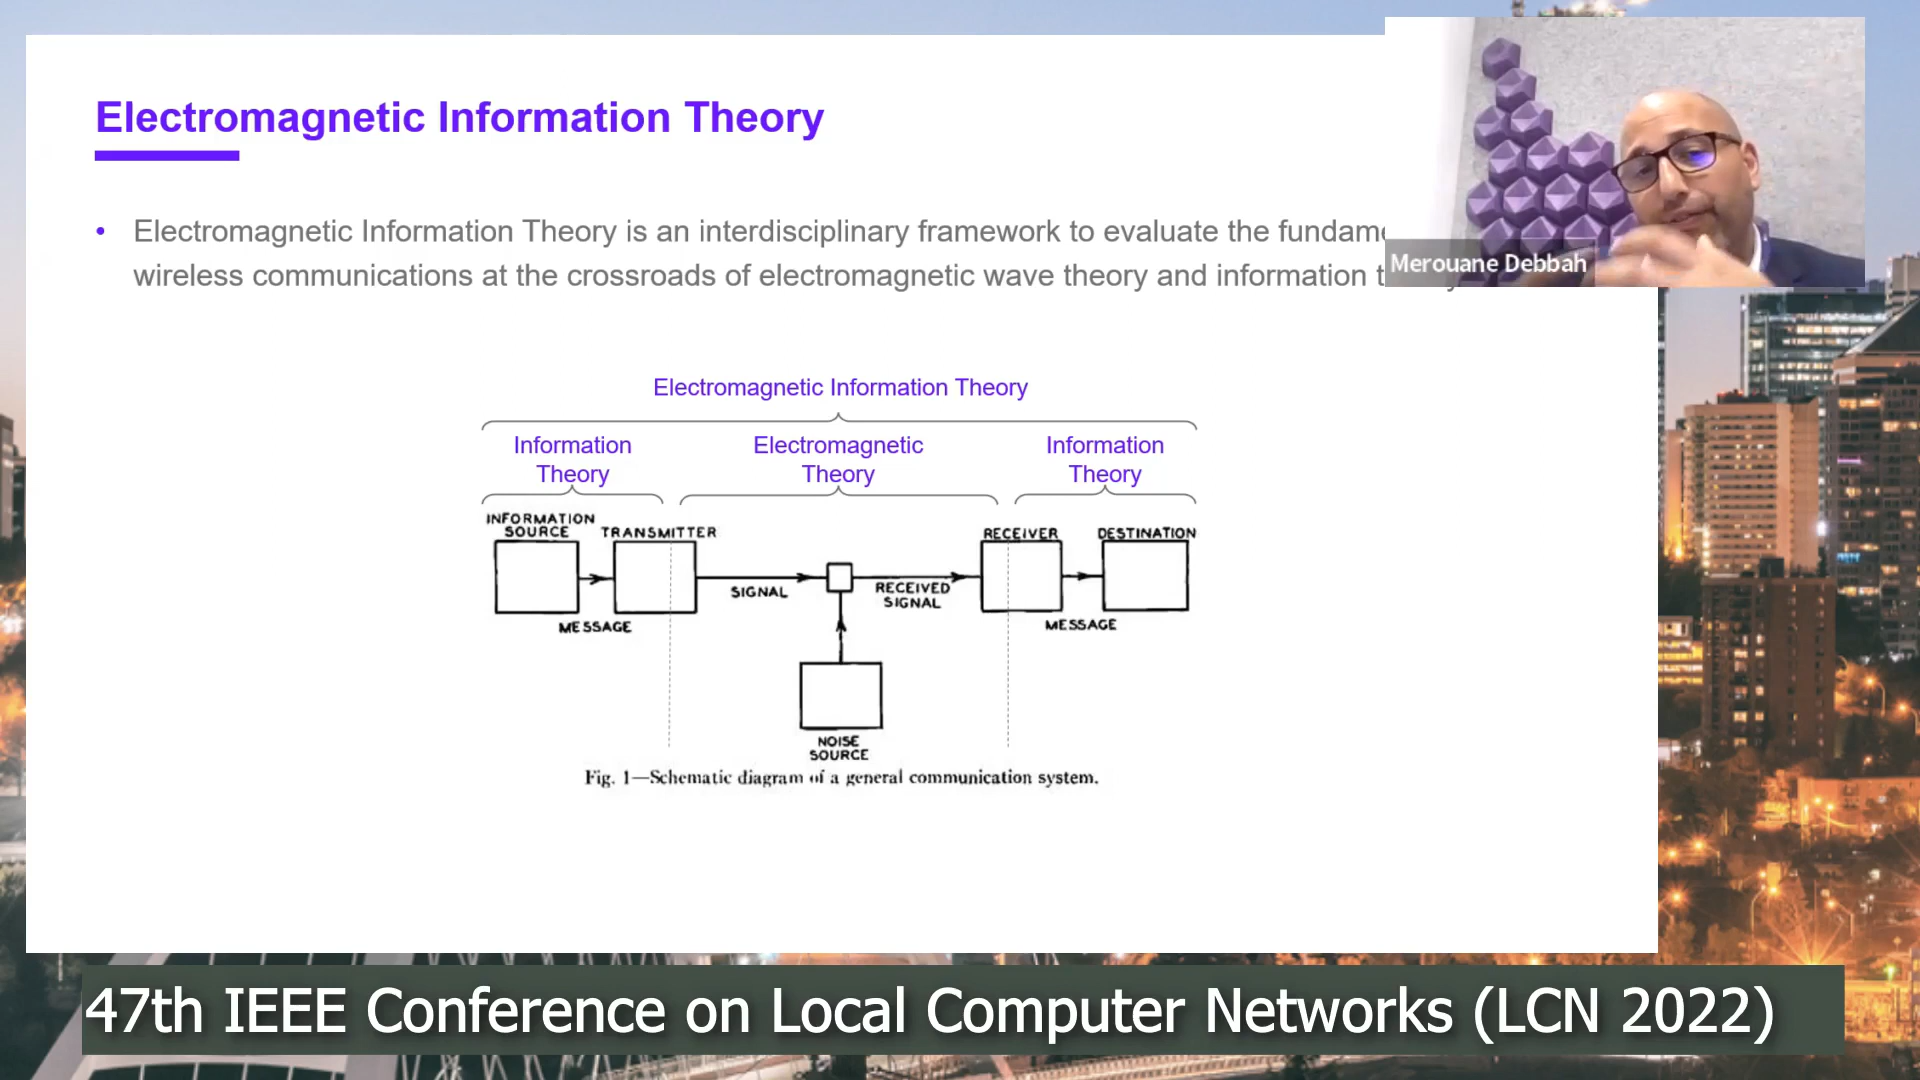 Electromagnetic Information Theory
• Electromagnetic Information Theory is an interdisciplinary framework to evaluate the
wireless communications at the crossroads of electromagnetic wave theory and information
Merouane Debbah
Electromagnetic Information Theory
Information Theory
Electromagnetic Theory
Information Theory
INFORMATION SOURCE
TRANSMITTER
RECEIVER
DESTINATION
SIGNAL
RECEIVED SIGNAL
MESSAGE
MESSAGE
NOISE SOURCE
Fig. 1—Schematic diagram of a general communication system.
47th IEEE Conference on Local Computer Networks (LCN 2022)